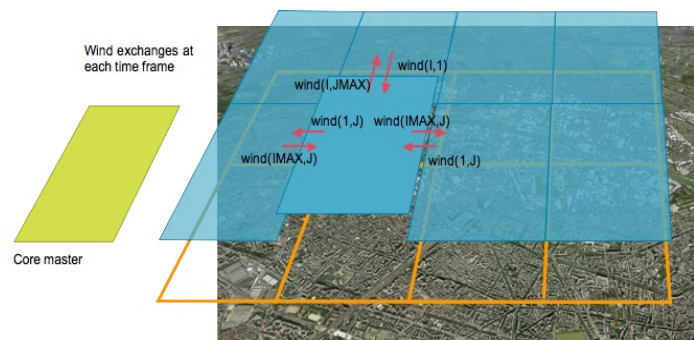 Wind exchanges at
each time frame
wind(I,1)
wind(I,JMAX)
wind(1,J)
wind(IMAX,J)
wind(IMAX,J)
wind(1,J)
Core master